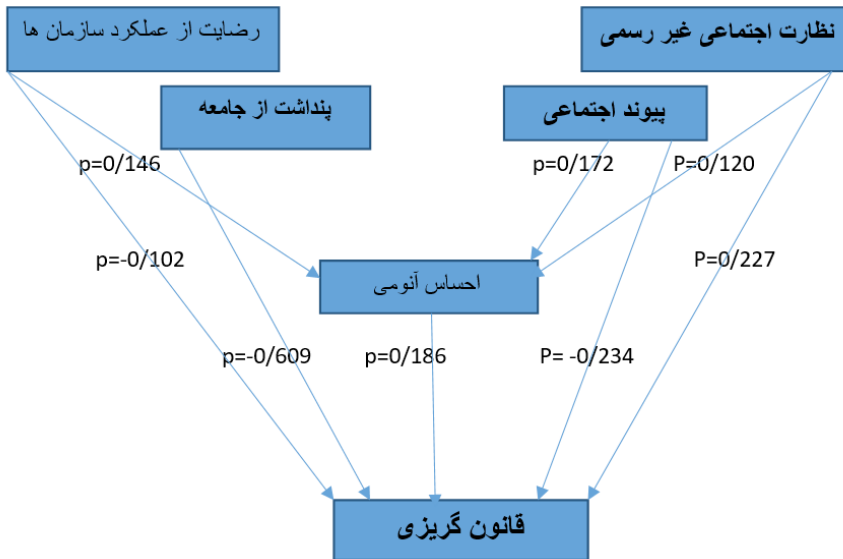 نظارت اجتماعی غیر رسمی
رضایت از عملکرد سازمان ها
پیوند اجتماعی
پنداشت از جامعه
p=0/146
p=0/172
P=0/120
p=-0/102
P=0/227
احساس آنومی
p=-0/609
p=0/186
P= -0/234
قانون گریزی